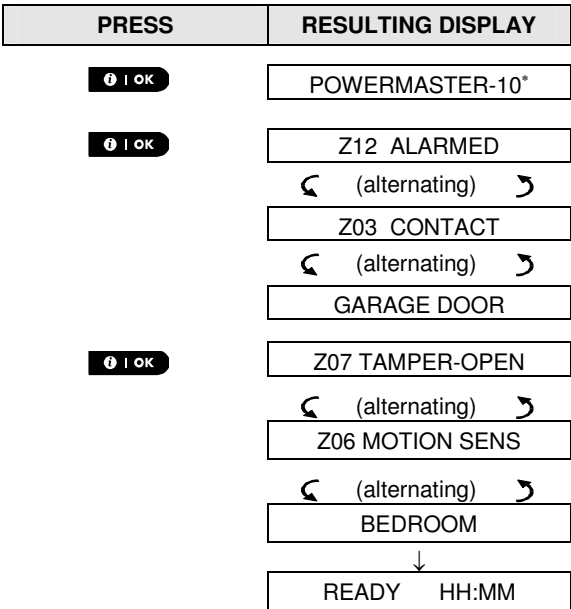 PRESS RESULTING DISPLAY
i | OK POWERMASTER-10*
i | OK Z12 ALARMED
(alternating)
Z03 CONTACT
(alternating)
GARAGE DOOR
i | OK Z07 TAMPER-OPEN
(alternating)
Z06 MOTION SENS
(alternating)
BEDROOM
↓
READY HH:MM